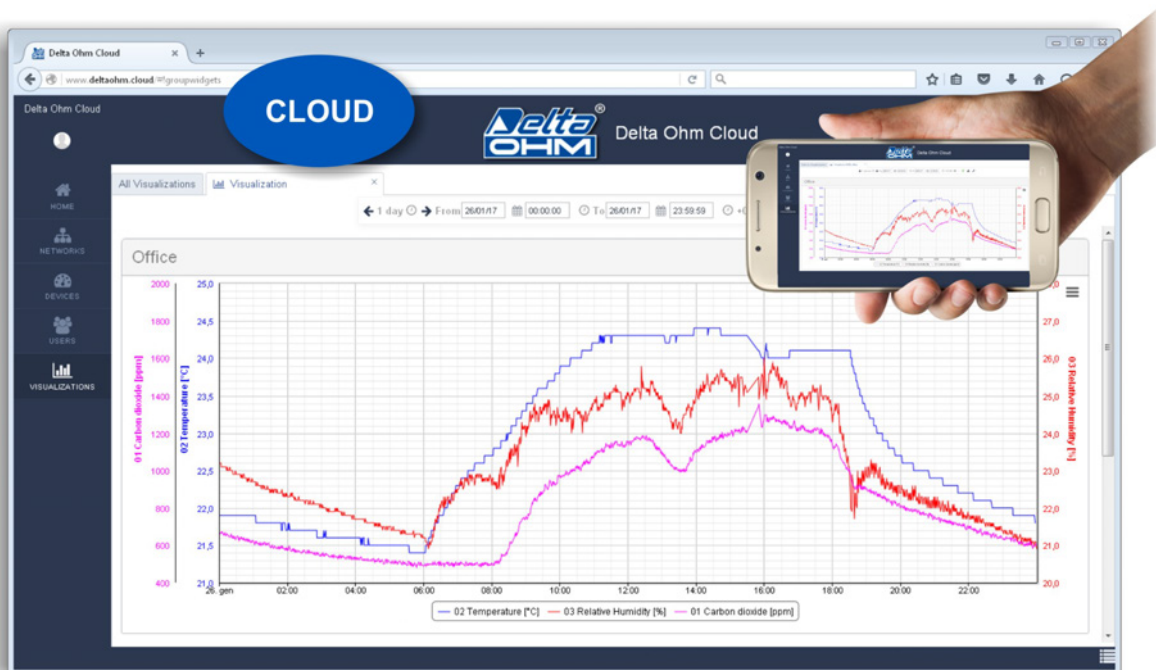 Delta Ohm Cloud
www.deltaohm.cloud/#!groupwidgets
CLOUD
Delta Ohm Cloud
Delta OHM®
Delta Ohm Cloud
HOME
NETWORKS
DEVICES
USERS
VISUALIZATIONS
All Visualizations
Visualization
1 day From 26/01/17 00:00:00 To 26/01/17 23:59:59
Office
01 Carbon dioxide [ppm]
2000
1800
1600
1400
1200
1000
800
600
400
02 Temperature [°C]
25,0
24,5
24,0
23,5
23,0
22,5
22,0
21,5
21,0
27,0
26,0
25,0
24,0
23,0
22,0
21,0
20,0
03 Relative Humidity [%]
26. gen 02:00 04:00 06:00 08:00 10:00 12:00 14:00 16:00 18:00 20:00 22:00
02 Temperature [°C] 03 Relative Humidity [%] 01 Carbon dioxide [ppm]
Delta OHM
Delta Ohm Cloud
Office